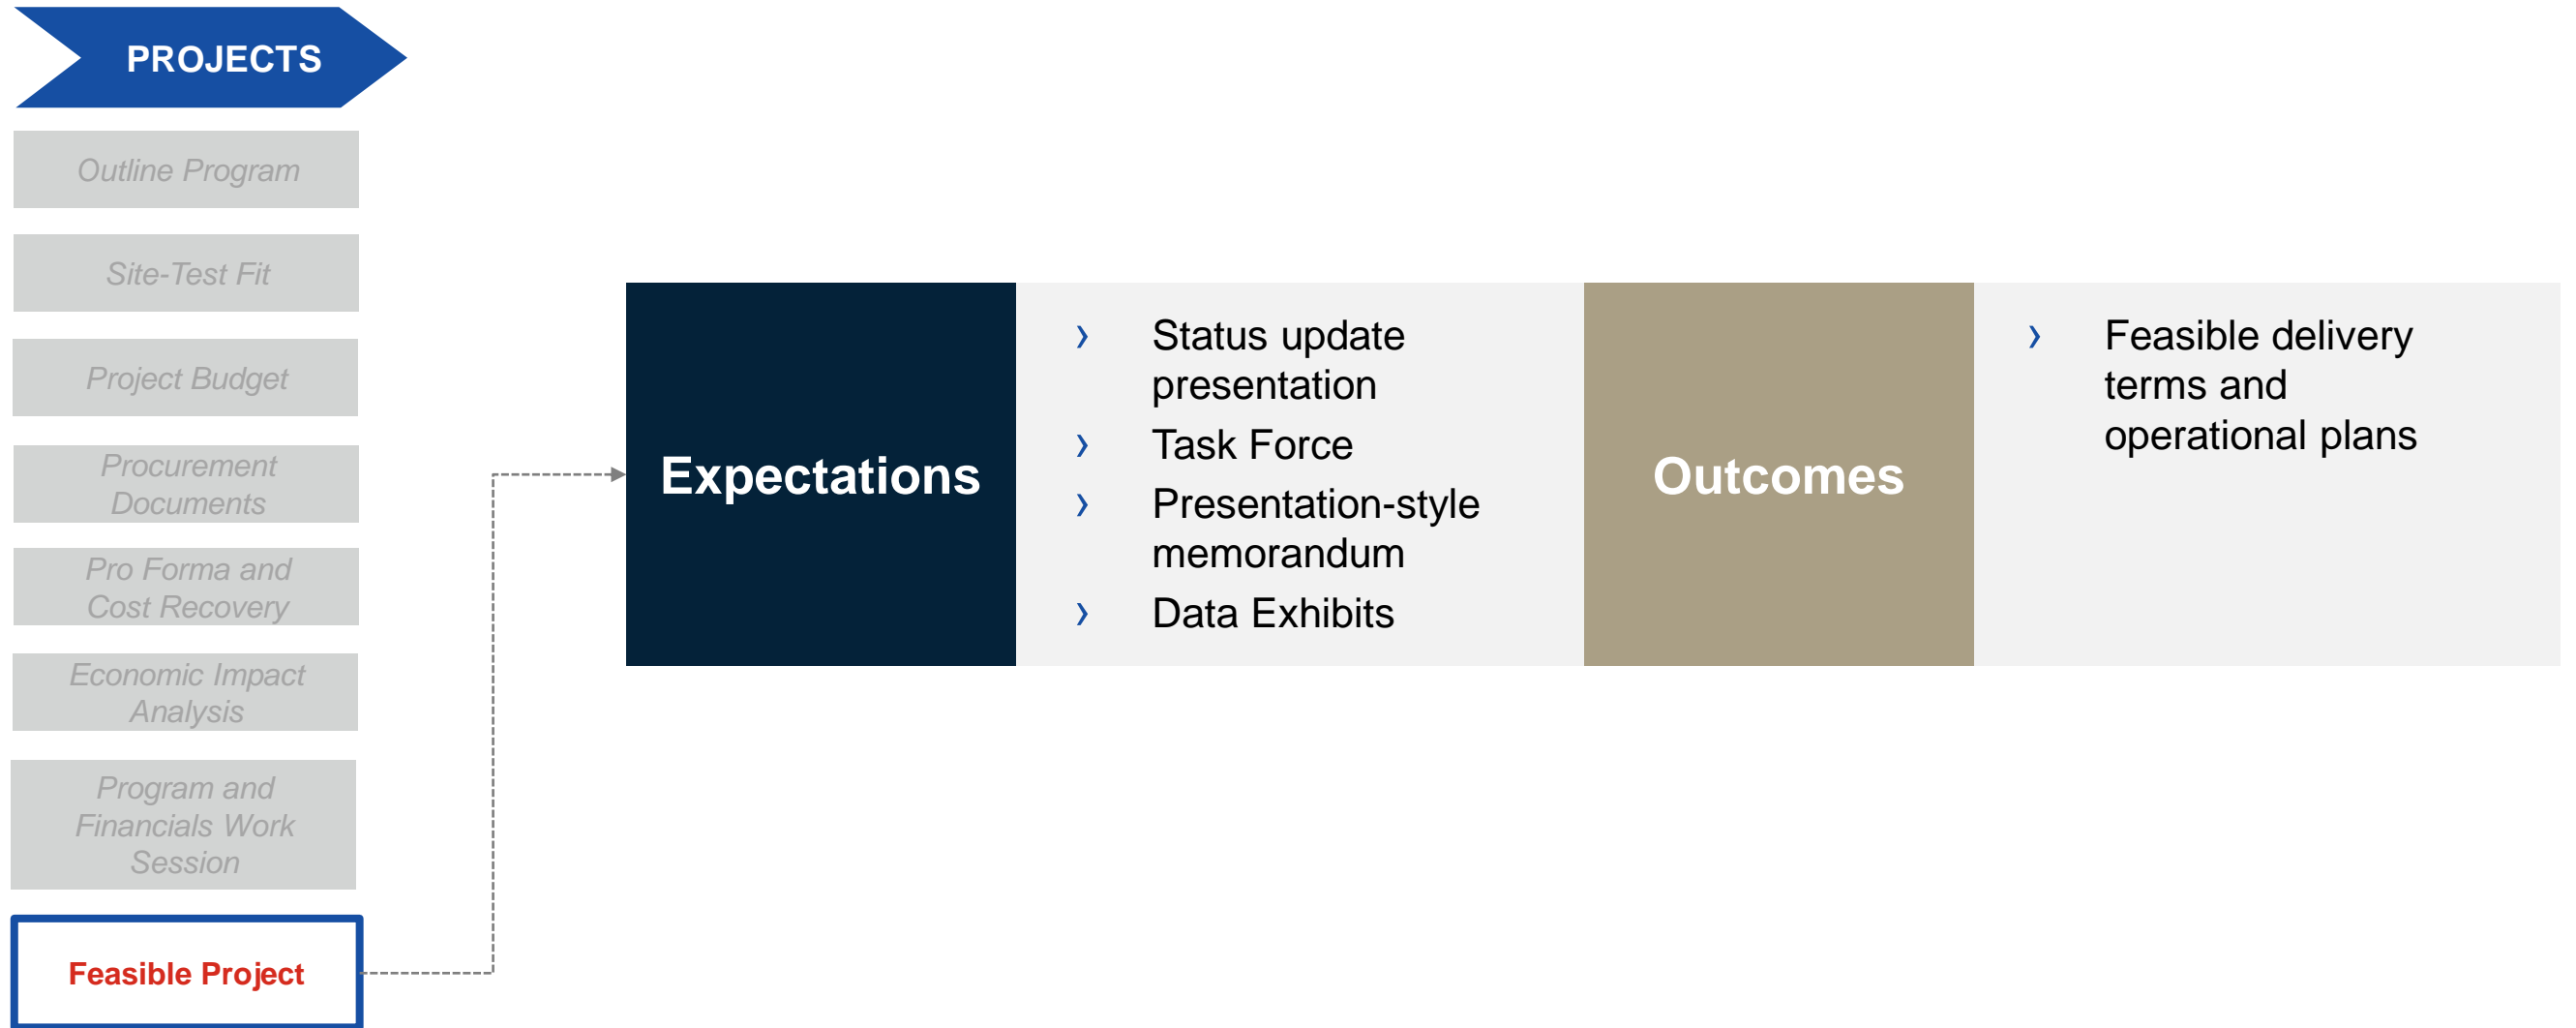 PROJECTS
Outline Program
Site-Test Fit
Project Budget
Procurement
Documents
Pro Forma and
Cost Recovery
Economic Impact
Analysis
Program and
Financials Work
Session
Feasible Project
Expectations
› Status update
presentation
› Task Force
› Presentation-style
memorandum
› Data Exhibits
Outcomes
› Feasible delivery
terms and
operational plans